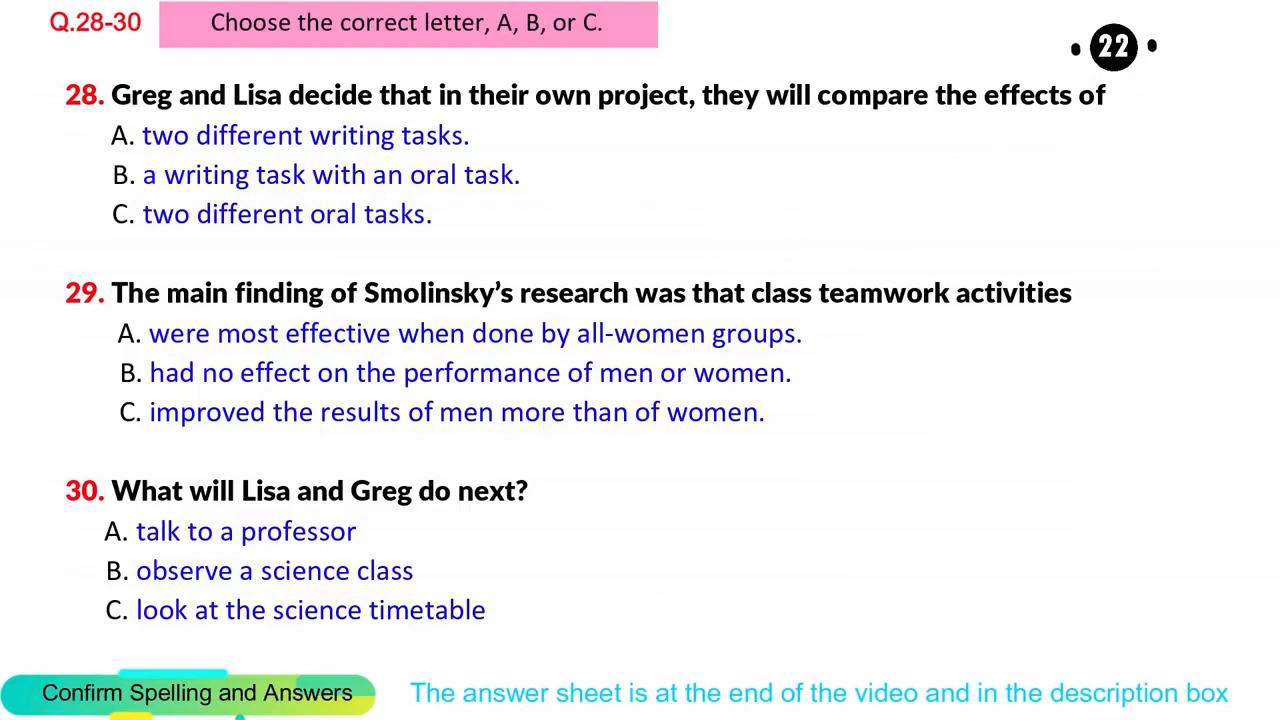 Q.28-30 Choose the correct letter, A, B, or C.
22
28. Greg and Lisa decide that in their own project, they will compare the effects of
A. two different writing tasks.
B. a writing task with an oral task.
C. two different oral tasks.
29. The main finding of Smolinsky’s research was that class teamwork activities
A. were most effective when done by all-women groups.
B. had no effect on the performance of men or women.
C. improved the results of men more than of women.
30. What will Lisa and Greg do next?
A. talk to a professor
B. observe a science class
C. look at the science timetable
Confirm Spelling and Answers The answer sheet is at the end of the video and in the description box